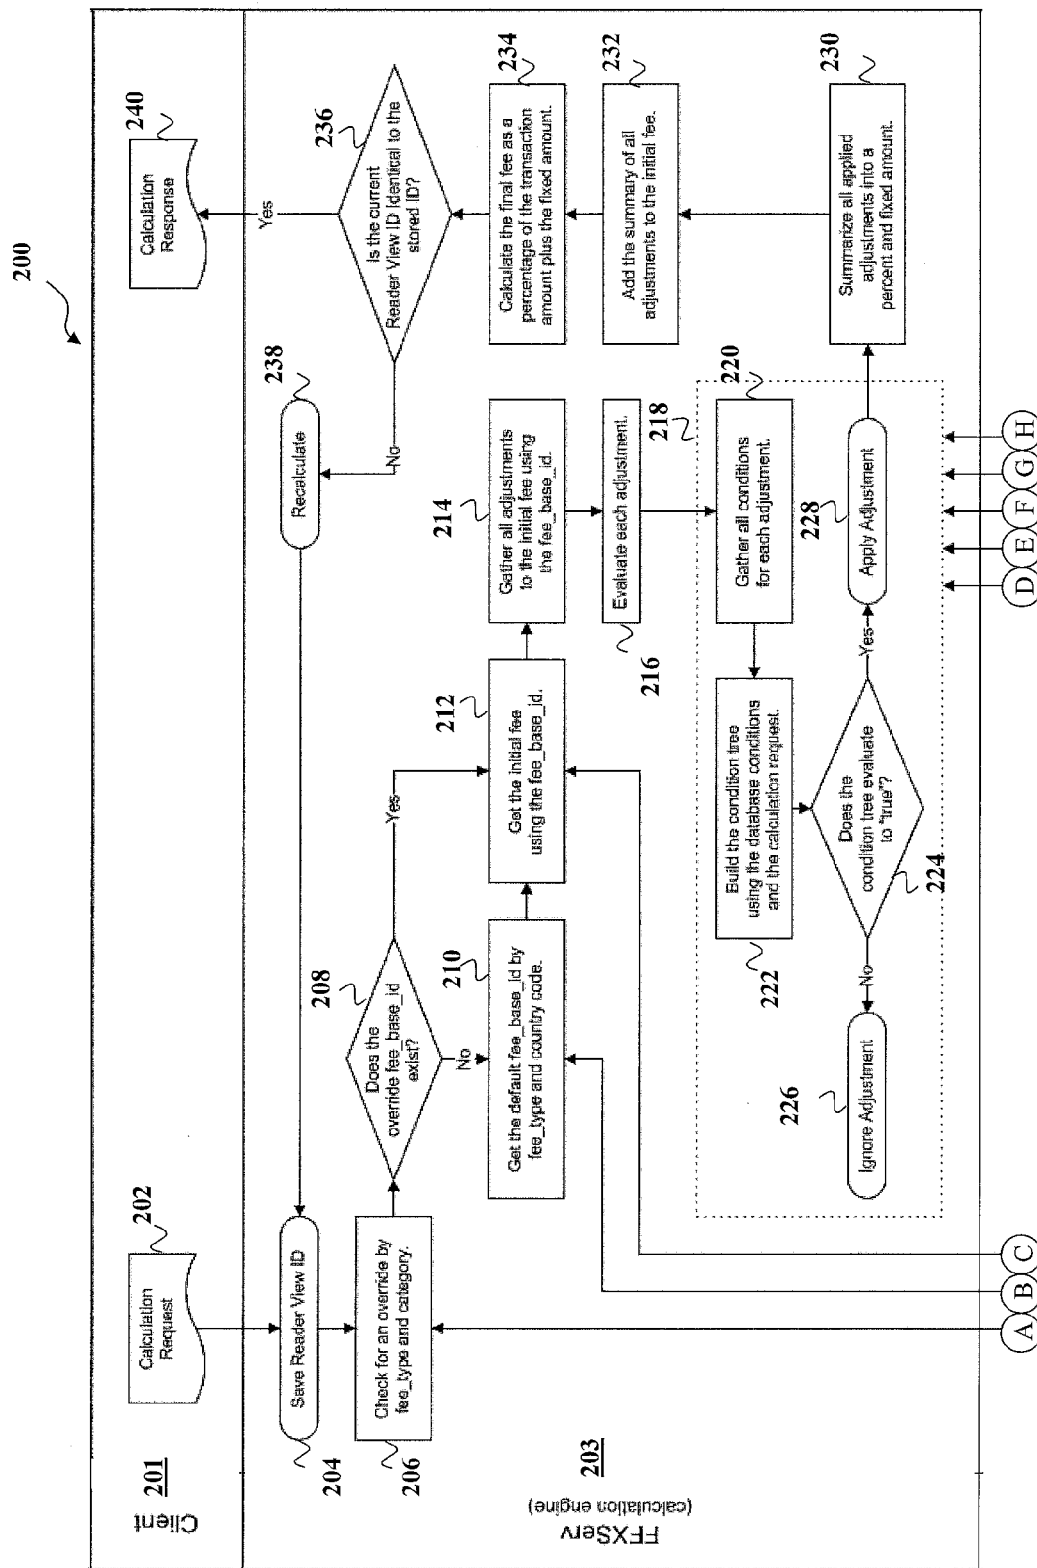 200
Client
201
Calculation
Request
202
Calculation
Response
240
FFXServ
(calculation engine)
203
Save Reader View ID
204
Check for an override by
fee_type and category.
206
Does the
override fee_base_id
exist?
208
Yes
No
Get the default fee_base_id by
fee_type and country code.
210
Get the initial fee
using the fee_base_id.
212
Gather all adjustments
to the initial fee using
the fee_base_id.
214
Evaluate each adjustment.
216
218
Gather all conditions
for each adjustment.
220
Build the condition tree
using the database conditions
and the calculation request.
222
Does the
condition tree evaluate
to "true"?
224
No
Yes
Ignore Adjustment
226
Apply Adjustment
228
Summarize all applied
adjustments into a
percent and fixed amount.
230
Add the summary of all
adjustments to the initial fee.
232
Calculate the final fee as a
percentage of the transaction
amount plus the fixed amount.
234
Is the current
Reader View ID identical to the
stored ID?
236
Yes
No
Recalculate
238
A
B
C
D
E
F
G
H